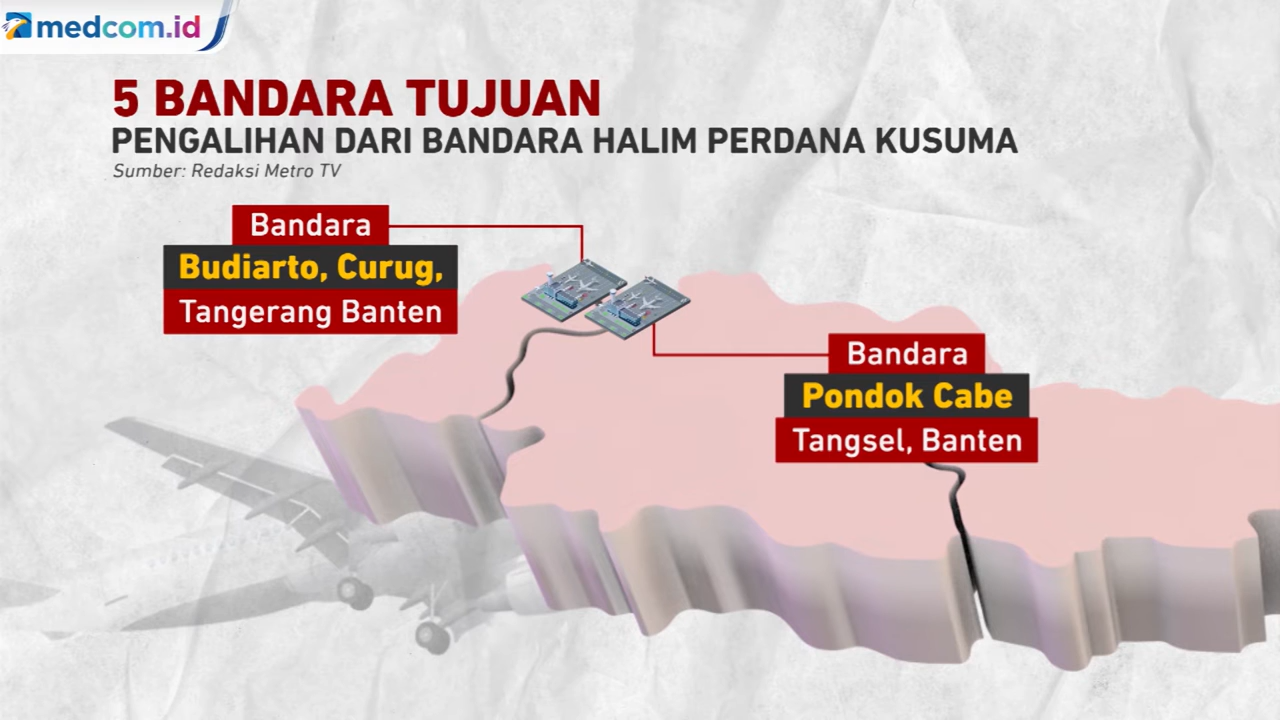 medcom.id
5 BANDARA TUJUAN
PENGALIHAN DARI BANDARA HALIM PERDANA KUSUMA
Sumber: Redaksi Metro TV
Bandara
Budiarto, Curug,
Tangerang Banten
Bandara
Pondok Cabe
Tangsel, Banten